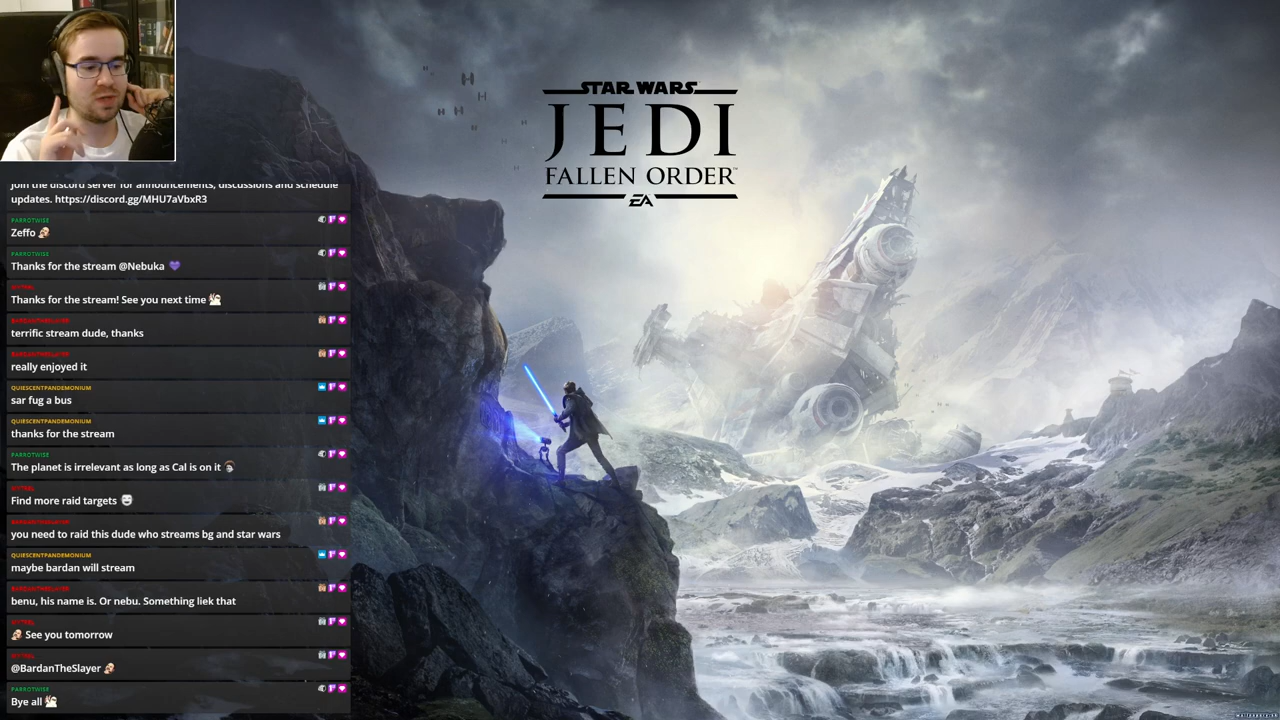 STAR WARS
JEDI
FALLEN ORDER
EA
join the discord server for announcements, discussions and schedule
updates. https://discord.gg/MHU7aVbxR3
PARROTWISE
Zeffo
PARROTWISE
Thanks for the stream @Nebuka
Thanks for the stream! See you next time
BARDANTHESLAYER
terrific stream dude, thanks
BARDANTHESLAYER
really enjoyed it
QUIESCENTPANDEMONIUM
sar fug a bus
QUIESCENTPANDEMONIUM
thanks for the stream
PARROTWISE
The planet is irrelevant as long as Cal is on it
Find more raid targets
BARDANTHESLAYER
you need to raid this dude who streams bg and star wars
QUIESCENTPANDEMONIUM
maybe bardan will stream
BARDANTHESLAYER
benu, his name is. Or nebu. Something liek that
See you tomorrow
@BardanTheSlayer
PARROTWISE
Bye all